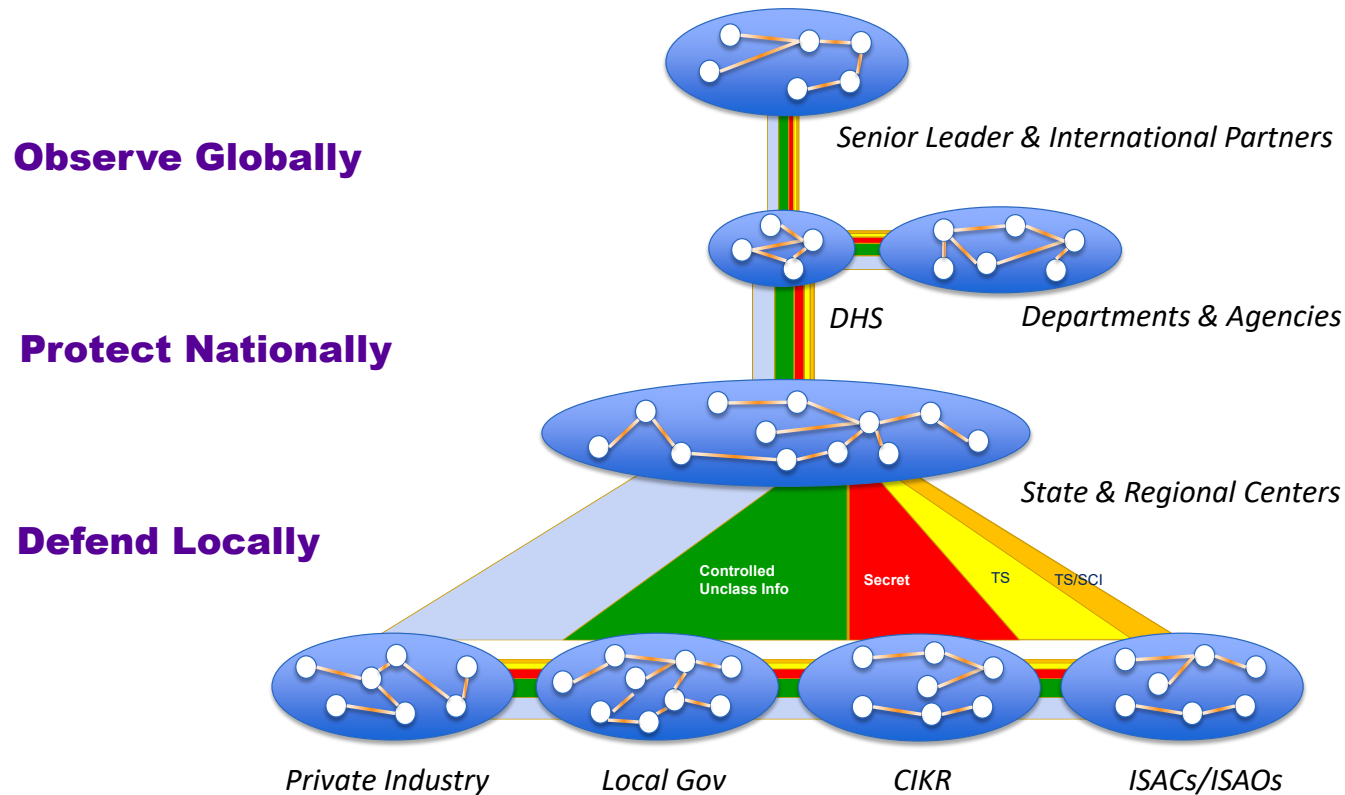 Senior Leader & International Partners
Observe Globally
DHS
Departments & Agencies
Protect Nationally
State & Regional Centers
Defend Locally
Controlled
Unclass Info
Secret
TS
TS/SCI
Private Industry
Local Gov
CIKR
ISACs/ISAOs